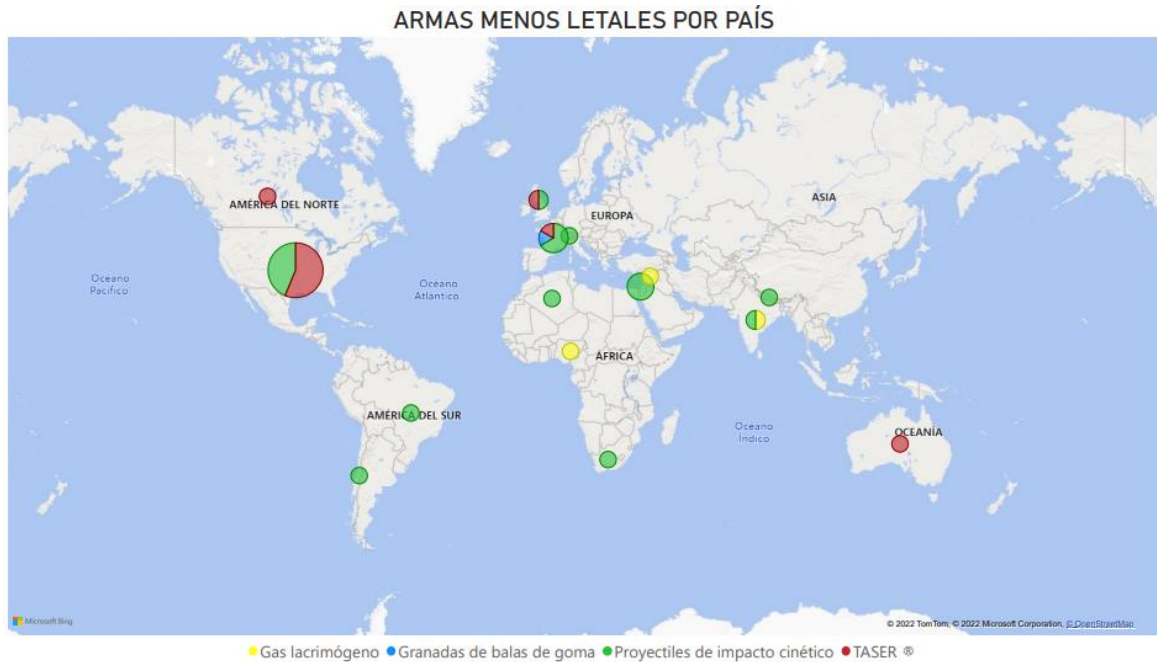 ARMAS MENOS LETALES POR PAÍS
AMÉRICA DEL NORTE
EUROPA
ASIA
Océano
Pacífico
Océano
Atlántico
ÁFRICA
AMÉRICA DEL SUR
Océano
Índico
OCEANÍA
Microsoft Bing
© 2022 TomTom, © 2022 Microsoft Corporation, © OpenStreetMap
Gas lacrimógeno Granadas de balas de goma Proyectiles de impacto cinético TASER ®